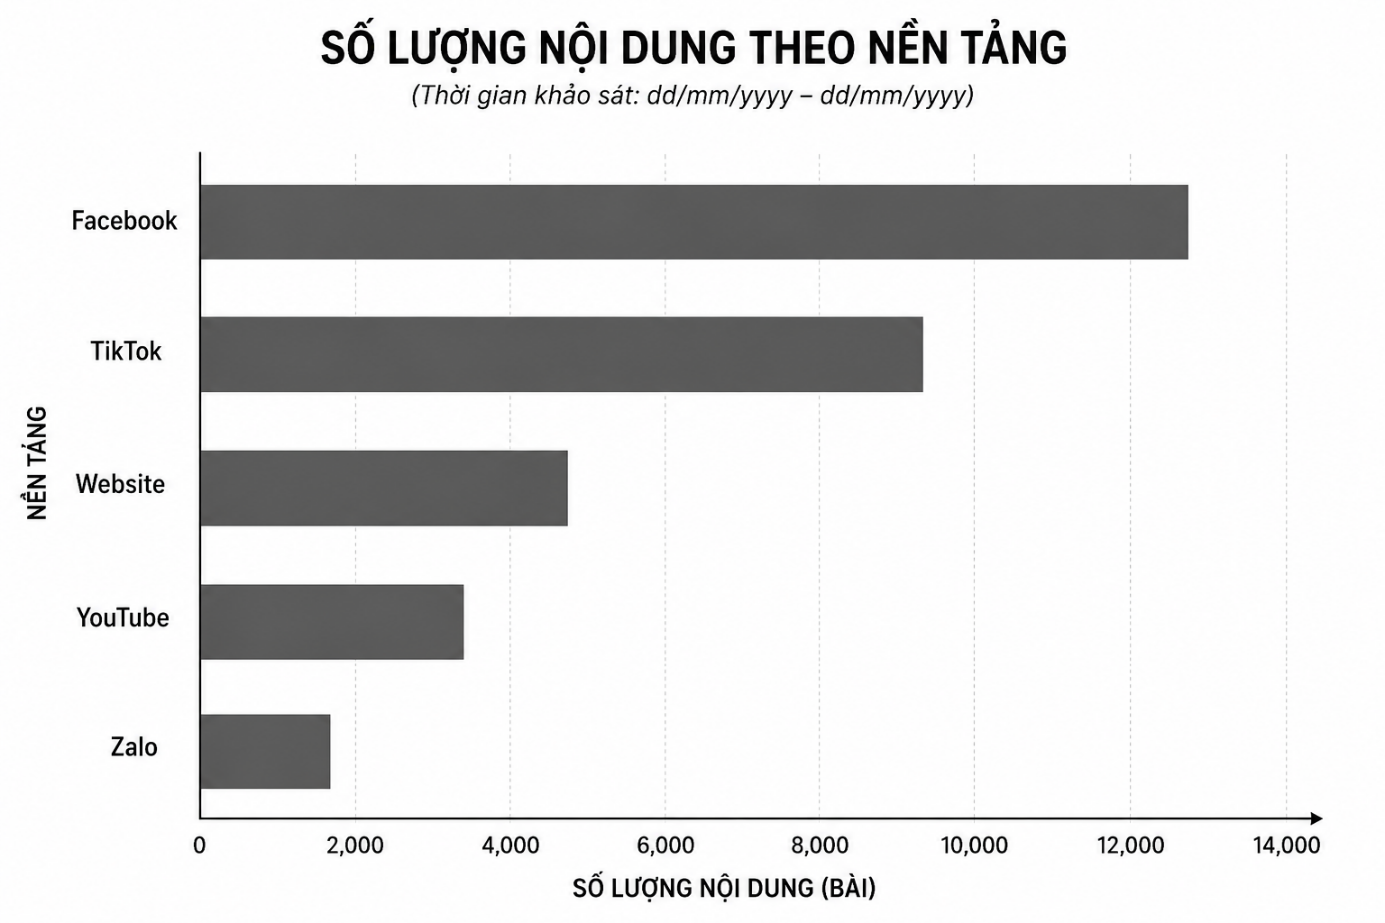 SỐ LƯỢNG NỘI DUNG THEO NỀN TẢNG
(Thời gian khảo sát: dd/mm/yyyy – dd/mm/yyyy)
NỀN TẢNG
Facebook
TikTok
Website
YouTube
Zalo
0 2,000 4,000 6,000 8,000 10,000 12,000 14,000
SỐ LƯỢNG NỘI DUNG (BÀI)